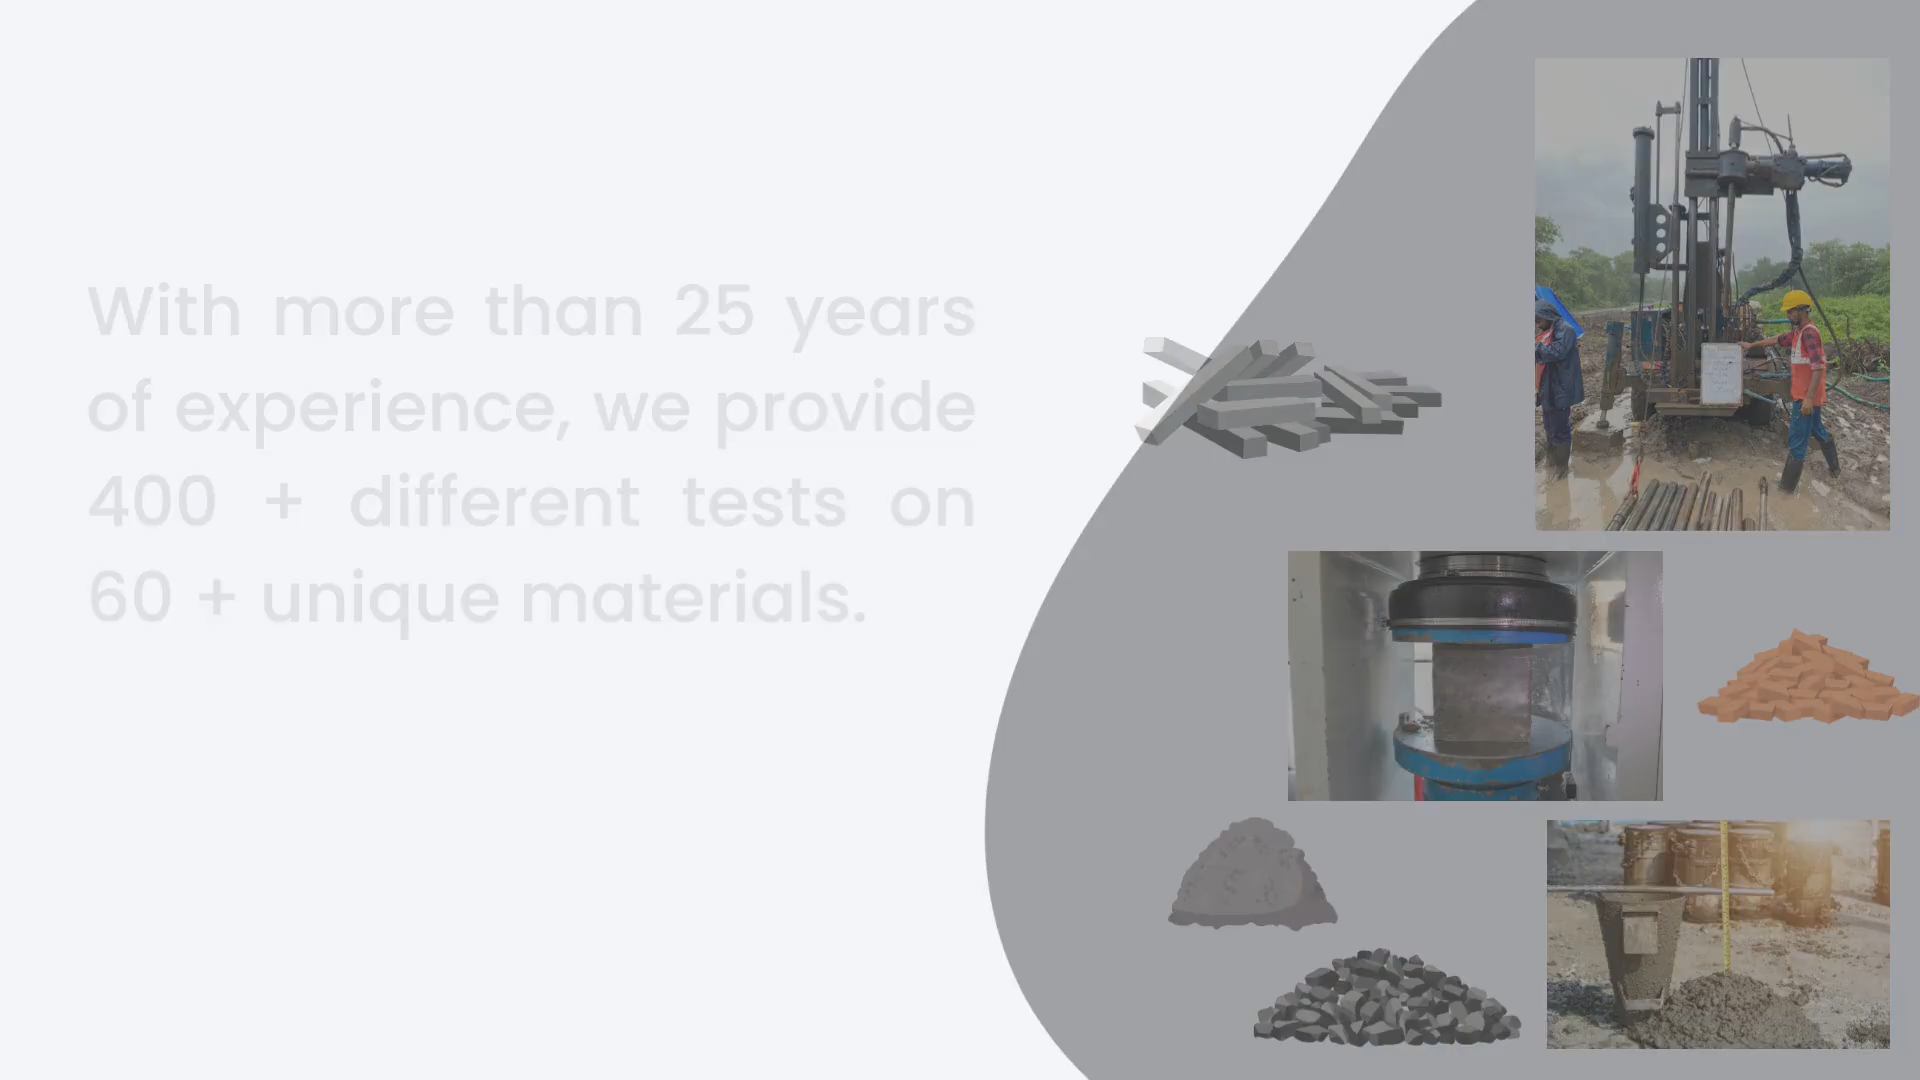 With more than 25 years
of experience, we provide
400 + different tests on
60 + unique materials.